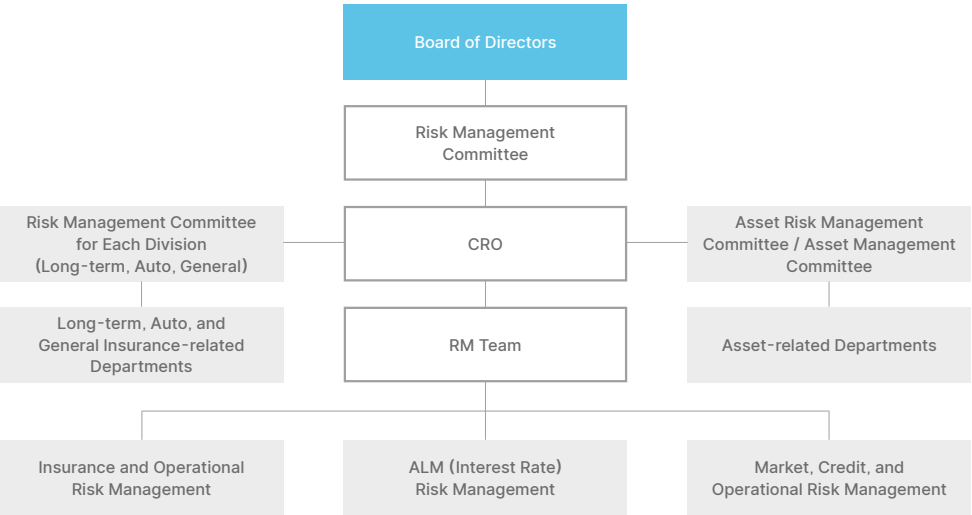 Board of Directors
Risk Management
Committee
Risk Management Committee
for Each Division
(Long-term, Auto, General)
CRO
Asset Risk Management
Committee / Asset Management
Committee
Long-term, Auto, and
General Insurance-related
Departments
RM Team
Asset-related Departments
Insurance and Operational
Risk Management
ALM (Interest Rate)
Risk Management
Market, Credit, and
Operational Risk Management